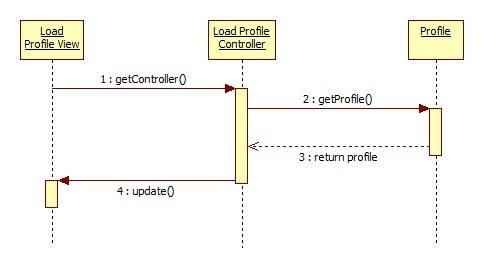 Load
Profile View
Load Profile
Controller
Profile
1 : getController()
2 : getProfile()
3 : return profile
4 : update()